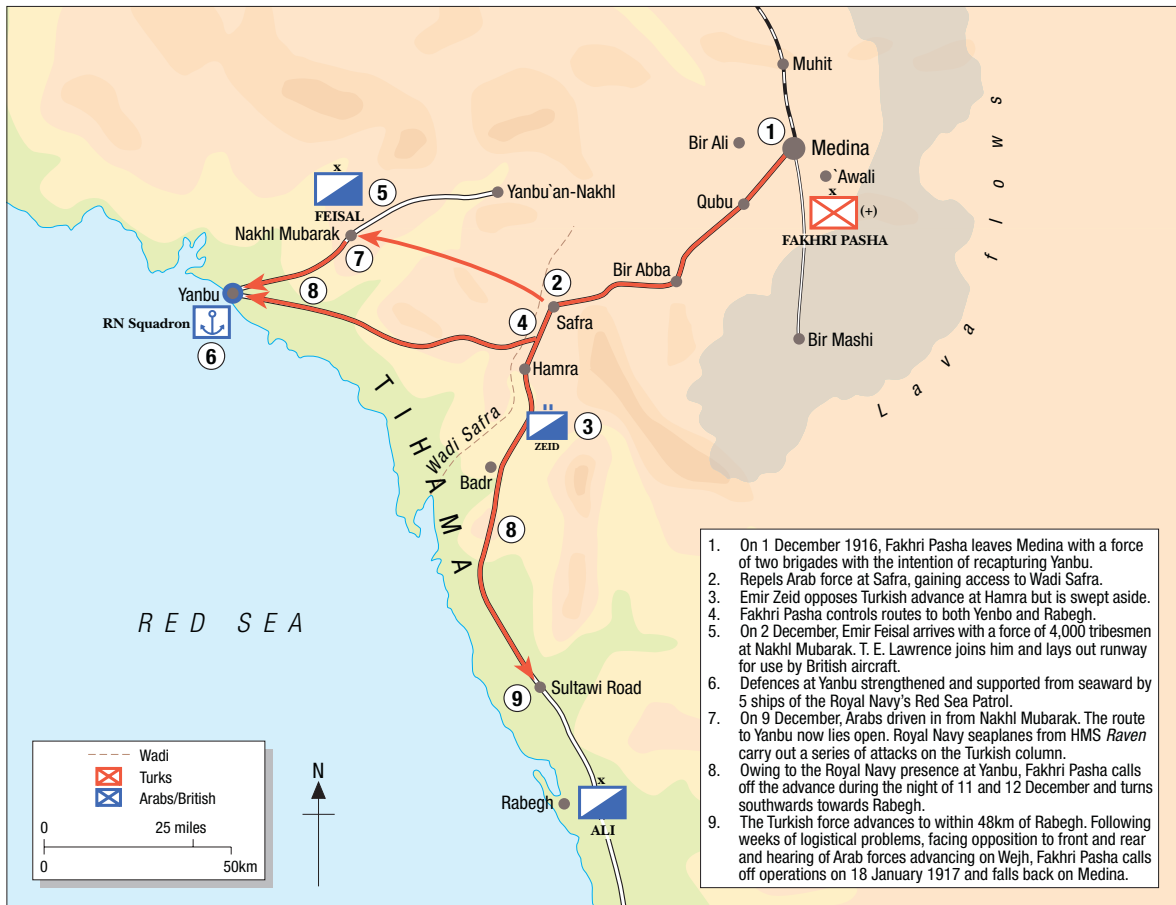 Muhit
1
Medina
Bir Ali
`Awali
x
(+)
FAKHRI PASHA
Qubu
x
5
FEISAL
Yanbu`an-Nakhl
Nakhl Mubarak
7
Bir Abba
2
Safra
Yanbu
8
RN Squadron
6
4
Hamra
Bir Mashi
Lava flows
TIHAMA
Wadi Safra
3
ZEID
Badr
8
RED SEA
9
Sultawi Road
x
Rabegh
ALI
Wadi
Turks
Arabs/British
0 25 miles
0 50km
N
1. On 1 December 1916, Fakhri Pasha leaves Medina with a force
of two brigades with the intention of recapturing Yanbu.
2. Repels Arab force at Safra, gaining access to Wadi Safra.
3. Emir Zeid opposes Turkish advance at Hamra but is swept aside.
4. Fakhri Pasha controls routes to both Yenbo and Rabegh.
5. On 2 December, Emir Feisal arrives with a force of 4,000 tribesmen
at Nakhl Mubarak. T. E. Lawrence joins him and lays out runway
for use by British aircraft.
6. Defences at Yanbu strengthened and supported from seaward by
5 ships of the Royal Navy’s Red Sea Patrol.
7. On 9 December, Arabs driven in from Nakhl Mubarak. The route
to Yanbu now lies open. Royal Navy seaplanes from HMS Raven
carry out a series of attacks on the Turkish column.
8. Owing to the Royal Navy presence at Yanbu, Fakhri Pasha calls
off the advance during the night of 11 and 12 December and turns
southwards towards Rabegh.
9. The Turkish force advances to within 48km of Rabegh. Following
weeks of logistical problems, facing opposition to front and rear
and hearing of Arab forces advancing on Wejh, Fakhri Pasha calls
off operations on 18 January 1917 and falls back on Medina.